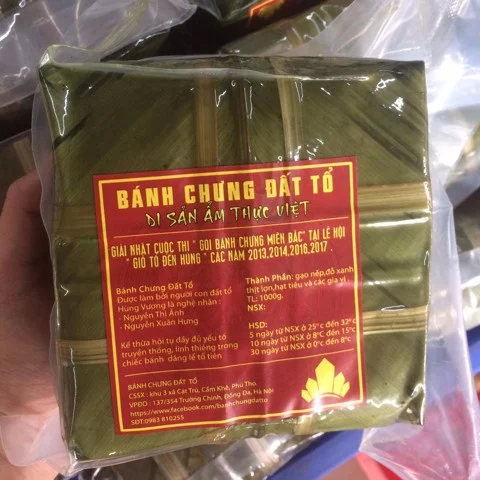 BÁNH CHƯNG ĐẤT TỔ
DI SẢN ẨM THỰC VIỆT
GIẢI NHẤT CUỘC THI " GÓI BÁNH CHƯNG MIỀN BẮC" TẠI LỄ HỘI
" GIỖ TỔ ĐỀN HÙNG " CÁC NĂM 2013,2014,2016,2017 .
Bánh Chưng Đất Tổ
Được làm bởi người con đất tổ
Hùng Vương là nghệ nhân :
- Nguyễn Thị Ánh
- Nguyễn Xuân Hưng
Kế thừa hội tụ đầy đủ yếu tố
truyền thống, linh thiêng trong
chiếc bánh dâng lể tổ tiên
Thành Phần: gạo nếp,đỗ xanh
thịt lợn,hạt tiêu và các gia vị
TL: 1000g.
NSX:
HSD:
5 ngày từ NSX ở 25°c đến 32°c
10 ngày từ NSX ở 8°c đến 15°c
30 ngày từ NSX ở 0°c đến 8°c
BÁNH CHƯNG ĐẤT TỔ
CSSX : khu 3 xã Cát Trù, Cẩm Khê, Phú Thọ.
VPDD : 137/354 Trường Chinh, Đống Đa, Hà Nội
https://www.facebook.com/banhchungdatto
SĐT:0983 810255